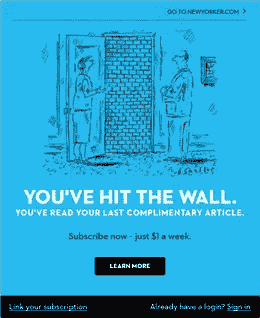 GO TO NEWYORKER.COM >
YOU'VE HIT THE WALL.
YOU'VE READ YOUR LAST COMPLIMENTARY ARTICLE.
Subscribe now - just $1 a week.
LEARN MORE
Link your subscription
Already have a login? Sign in